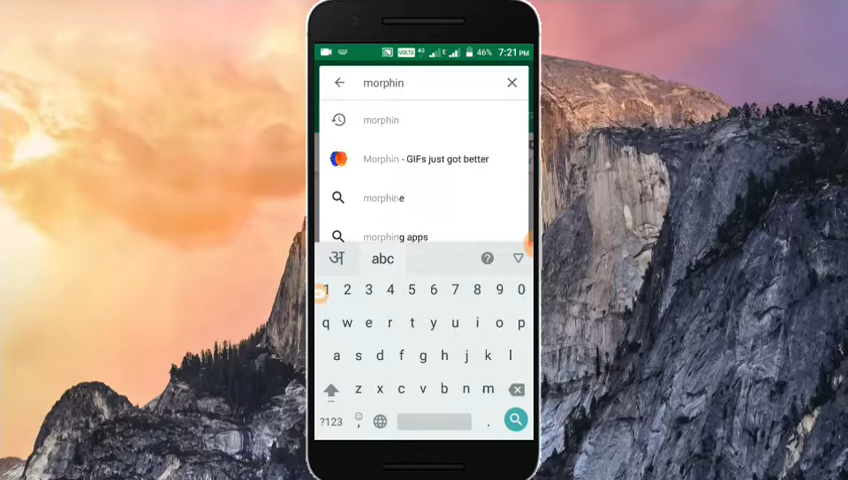 VOLTE 4G E 46% 7:21 PM
morphin
morphin
Morphin - GIFs just got better
morphine
morphing apps
अ abc
1 2 3 4 5 6 7 8 9 0
q w e r t y u i o p
a s d f g h j k l
z x c v b n m
?123 , .